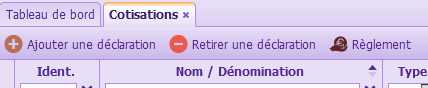 Tableau de bord Cotisations ×
Ajouter une déclaration Retirer une déclaration Règlement
Ident. Nom / Dénomination Type